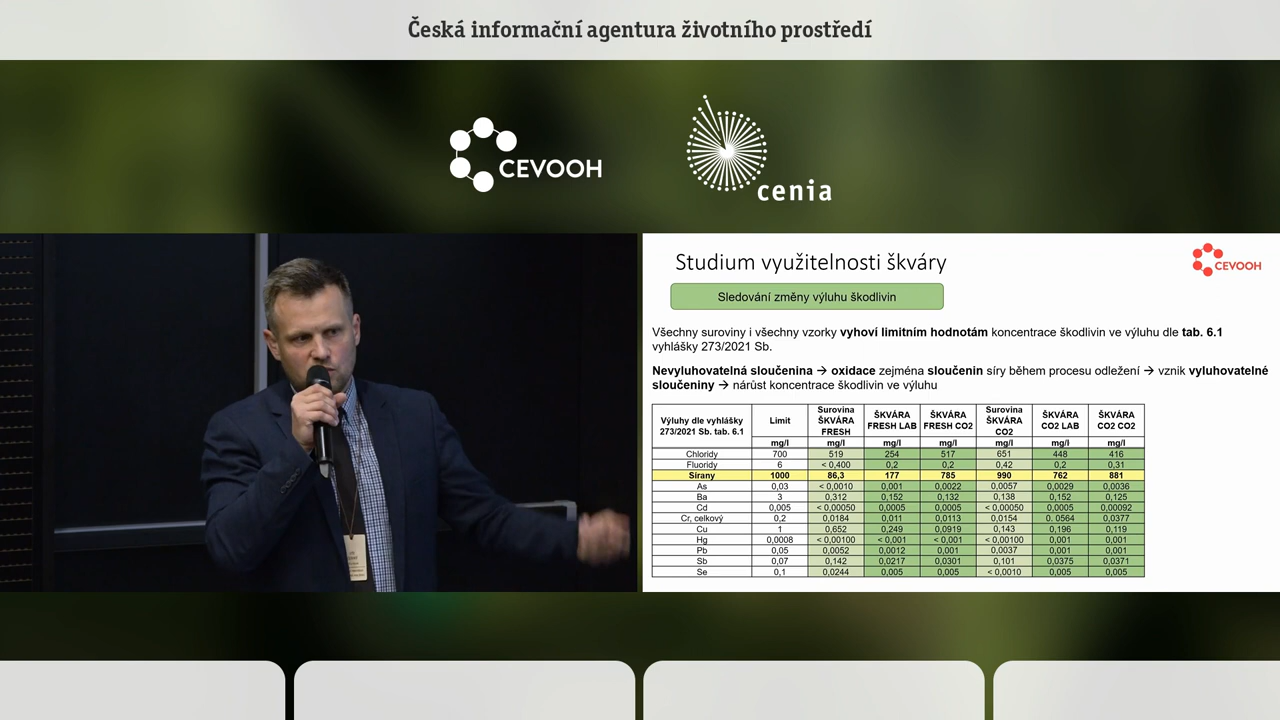 Česká informační agentura životního prostředí
CEVOOH
cenia
Studium využitelnosti škváry
CEVOOH
Sledování změny výluhu škodlivin
Všechny suroviny i všechny vzorky vyhoví limitním hodnotám koncentrace škodlivin ve výluhu dle tab. 6.1
vyhlášky 273/2021 Sb.
Nevyluhovatelná sloučenina → oxidace zejména sloučenin síry během procesu odležení → vznik vyluhovatelné
sloučeniny → nárůst koncentrace škodlivin ve výluhu
Výluhy dle vyhlášky 273/2021 Sb. tab. 6.1 Limit Surovina ŠKVÁRA FRESH ŠKVÁRA FRESH LAB ŠKVÁRA FRESH CO2 Surovina ŠKVÁRA CO2 ŠKVÁRA CO2 LAB ŠKVÁRA CO2 CO2
mg/l mg/l mg/l mg/l mg/l mg/l mg/l
Chloridy 700 519 254 517 651 448 416
Fluoridy 6 < 0,400 0,2 0,2 0,42 0,2 0,31
Sírany 1000 86,3 177 785 990 762 881
As 0,03 < 0,0010 0,001 0,0022 0,0057 0,0029 0,0036
Ba 3 0,312 0,152 0,132 0,138 0,152 0,125
Cd 0,005 < 0,00050 0,0005 0,0005 < 0,00050 0,0005 0,00092
Cr, celkový 0,2 0,0184 0,011 0,0113 0,0154 0, 0564 0,0377
Cu 1 0,652 0,249 0,0919 0,143 0,196 0,119
Hg 0,0008 < 0,00100 < 0,001 < 0,001 < 0,00100 0,001 0,001
Pb 0,05 0,0052 0,0012 0,001 0,0037 0,001 0,001
Sb 0,07 0,142 0,0217 0,0301 0,101 0,0375 0,0371
Se 0,1 0,0244 0,005 0,005 < 0,0010 0,005 0,005